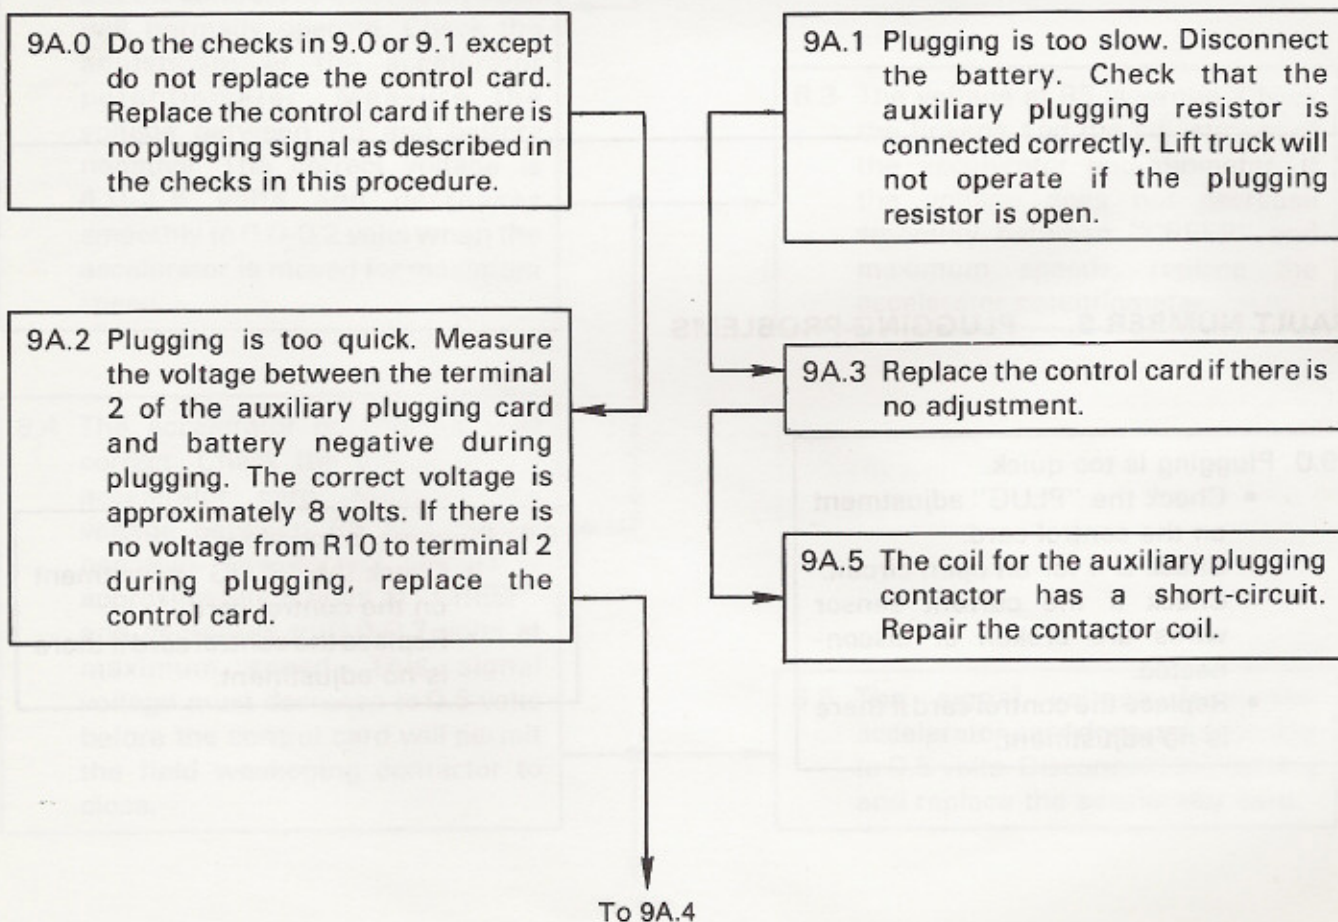 9A.0 Do the checks in 9.0 or 9.1 except
do not replace the control card.
Replace the control card if there is
no plugging signal as described in
the checks in this procedure.
9A.1 Plugging is too slow. Disconnect
the battery. Check that the
auxiliary plugging resistor is
connected correctly. Lift truck will
not operate if the plugging
resistor is open.
9A.2 Plugging is too quick. Measure
the voltage between the terminal
2 of the auxiliary plugging card
and battery negative during
plugging. The correct voltage is
approximately 8 volts. If there is
no voltage from R10 to terminal 2
during plugging, replace the
control card.
9A.3 Replace the control card if there is
no adjustment.
9A.5 The coil for the auxiliary plugging
contactor has a short-circuit.
Repair the contactor coil.
To 9A.4